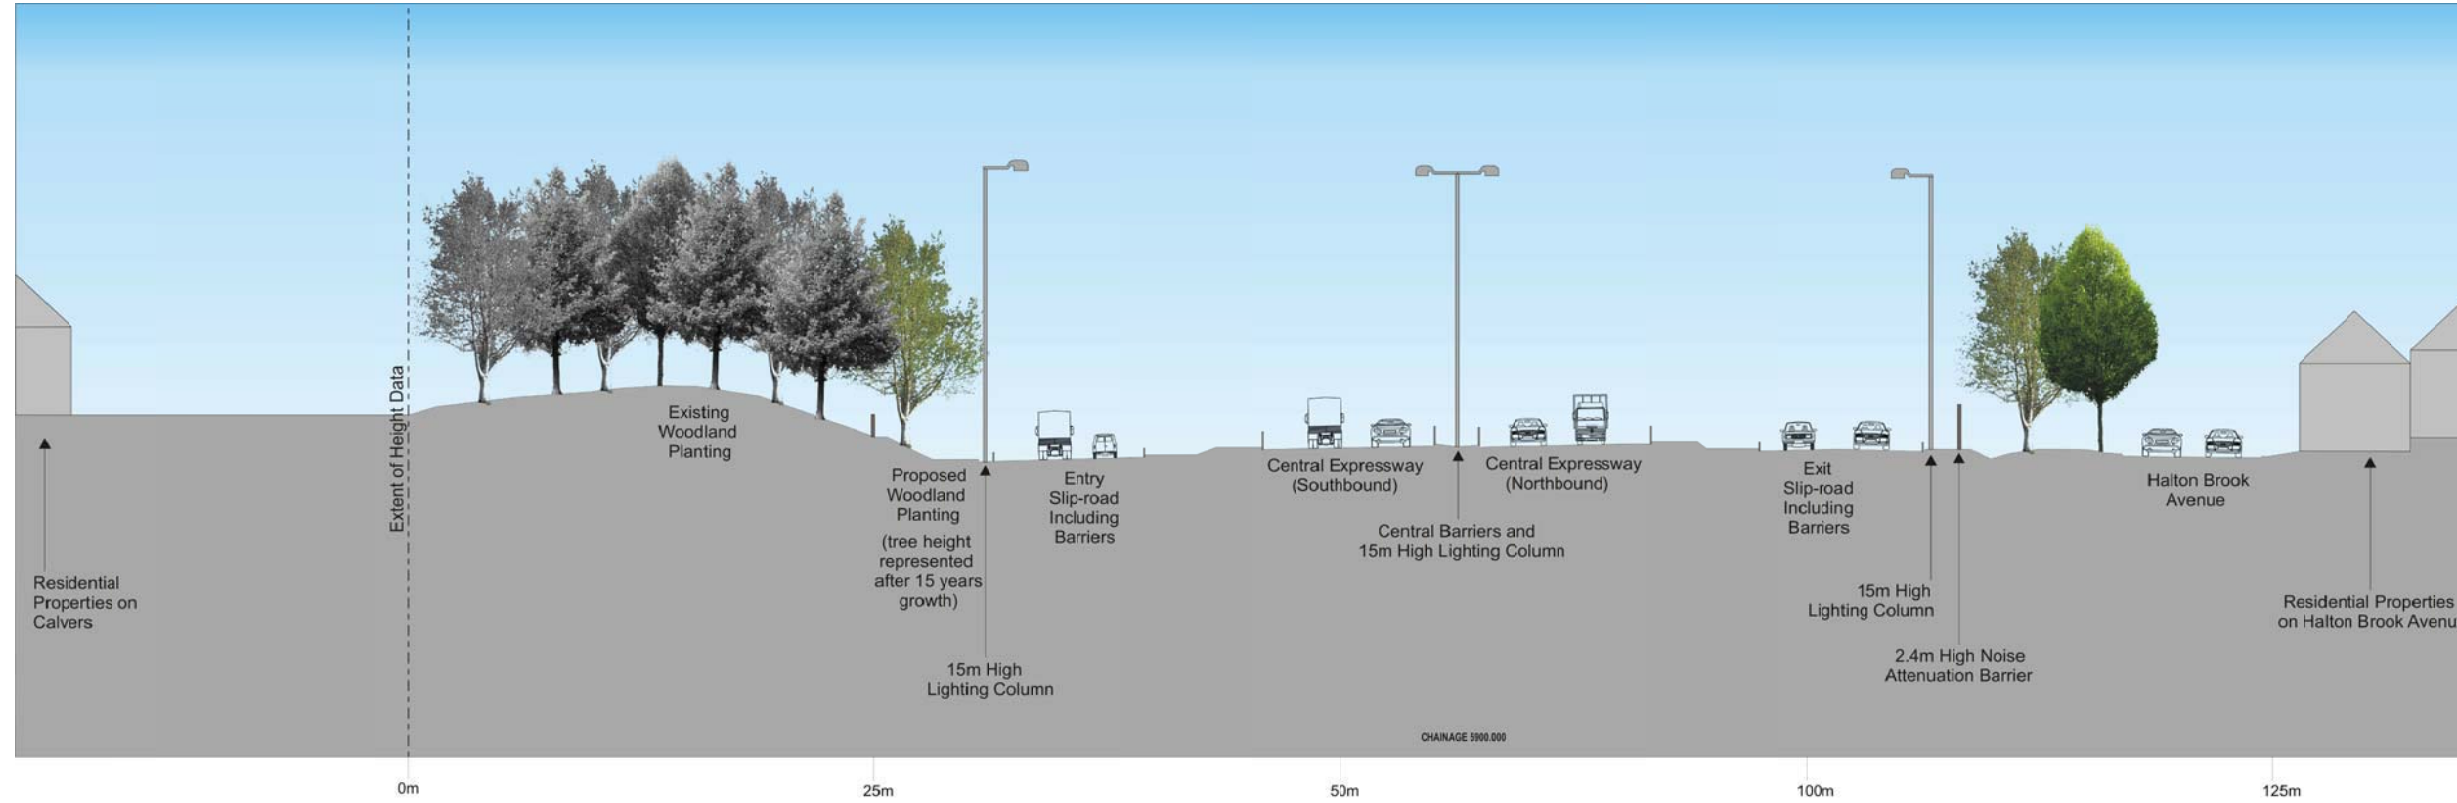 Extent of Height Data
Existing
Woodland
Planting
Residential
Properties on
Calvers
Proposed
Woodland
Planting
(tree height
represented
after 15 years
growth)
15m High
Lighting Column
Entry
Slip-road
Including
Barriers
Central Expressway
(Southbound)
Central Barriers and
15m High Lighting Column
Central Expressway
(Northbound)
Exit
Slip-road
Including
Barriers
15m High
Lighting Column
2.4m High Noise
Attenuation Barrier
Halton Brook
Avenue
Residential Properties
on Halton Brook Avenu
CHAINAGE 5900.000
0m
25m
50m
100m
125m